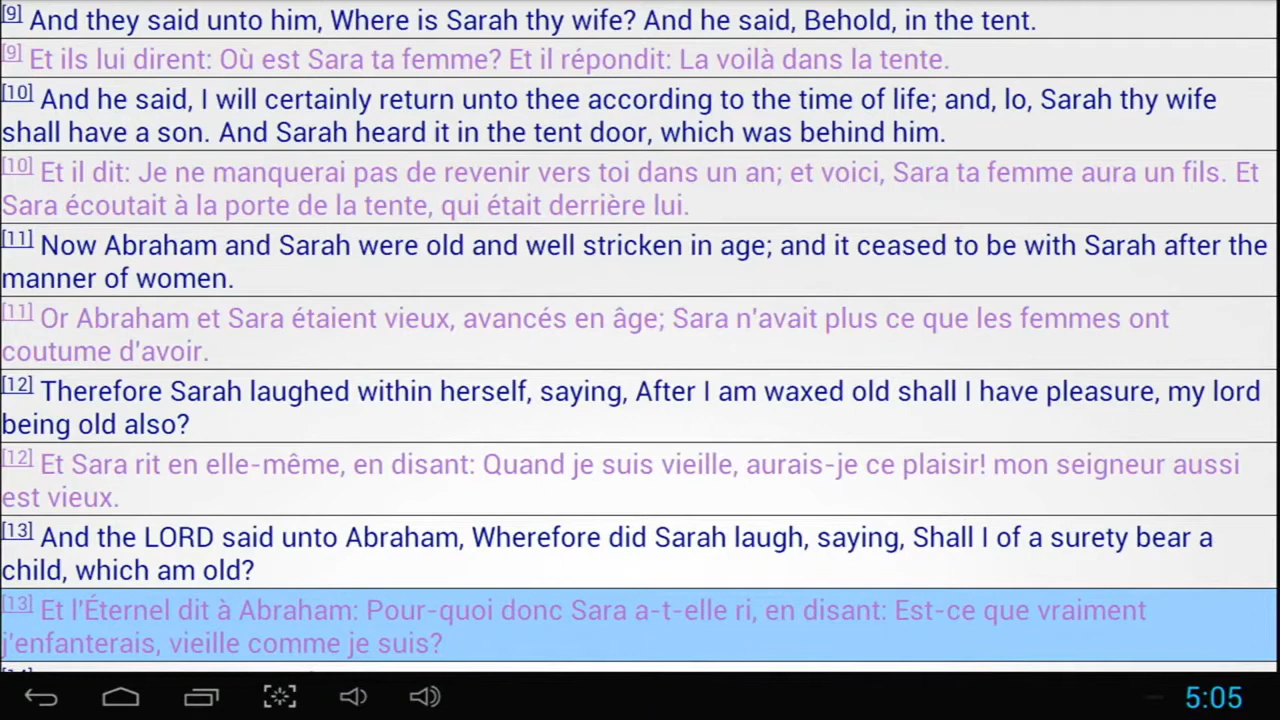 [9] And they said unto him, Where is Sarah thy wife? And he said, Behold, in the tent.
[9] Et ils lui dirent: Où est Sara ta femme? Et il répondit: La voilà dans la tente.
[10] And he said, I will certainly return unto thee according to the time of life; and, lo, Sarah thy wife
shall have a son. And Sarah heard it in the tent door, which was behind him.
[10] Et il dit: Je ne manquerai pas de revenir vers toi dans un an; et voici, Sara ta femme aura un fils. Et
Sara écoutait à la porte de la tente, qui était derrière lui.
[11] Now Abraham and Sarah were old and well stricken in age; and it ceased to be with Sarah after the
manner of women.
[11] Or Abraham et Sara étaient vieux, avancés en âge; Sara n'avait plus ce que les femmes ont
coutume d'avoir.
[12] Therefore Sarah laughed within herself, saying, After I am waxed old shall I have pleasure, my lord
being old also?
[12] Et Sara rit en elle-même, en disant: Quand je suis vieille, aurais-je ce plaisir! mon seigneur aussi
est vieux.
[13] And the LORD said unto Abraham, Wherefore did Sarah laugh, saying, Shall I of a surety bear a
child, which am old?
[13] Et l'Éternel dit à Abraham: Pour-quoi donc Sara a-t-elle ri, en disant: Est-ce que vraiment
j'enfanterais, vieille comme je suis?
5:05